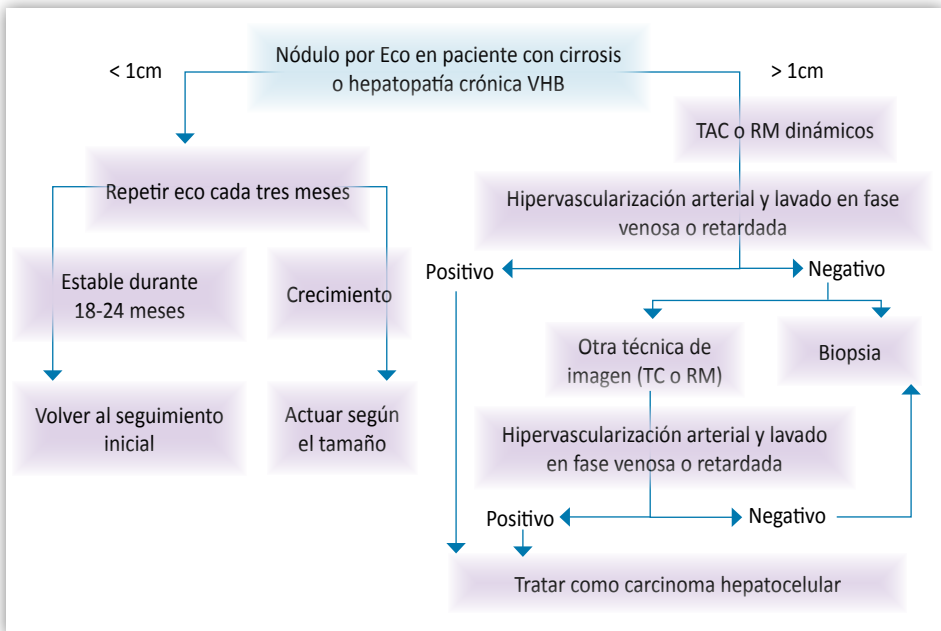 Nódulo por Eco en paciente con cirrosis
o hepatopatía crónica VHB
< 1cm
> 1cm
Repetir eco cada tres meses
Estable durante
18-24 meses
Crecimiento
Volver al seguimiento
inicial
Actuar según
el tamaño
TAC o RM dinámicos
Hipervascularización arterial y lavado en fase
venosa o retardada
Positivo
Negativo
Otra técnica de
imagen (TC o RM)
Biopsia
Hipervascularización arterial y lavado
en fase venosa o retardada
Positivo
Negativo
Tratar como carcinoma hepatocelular